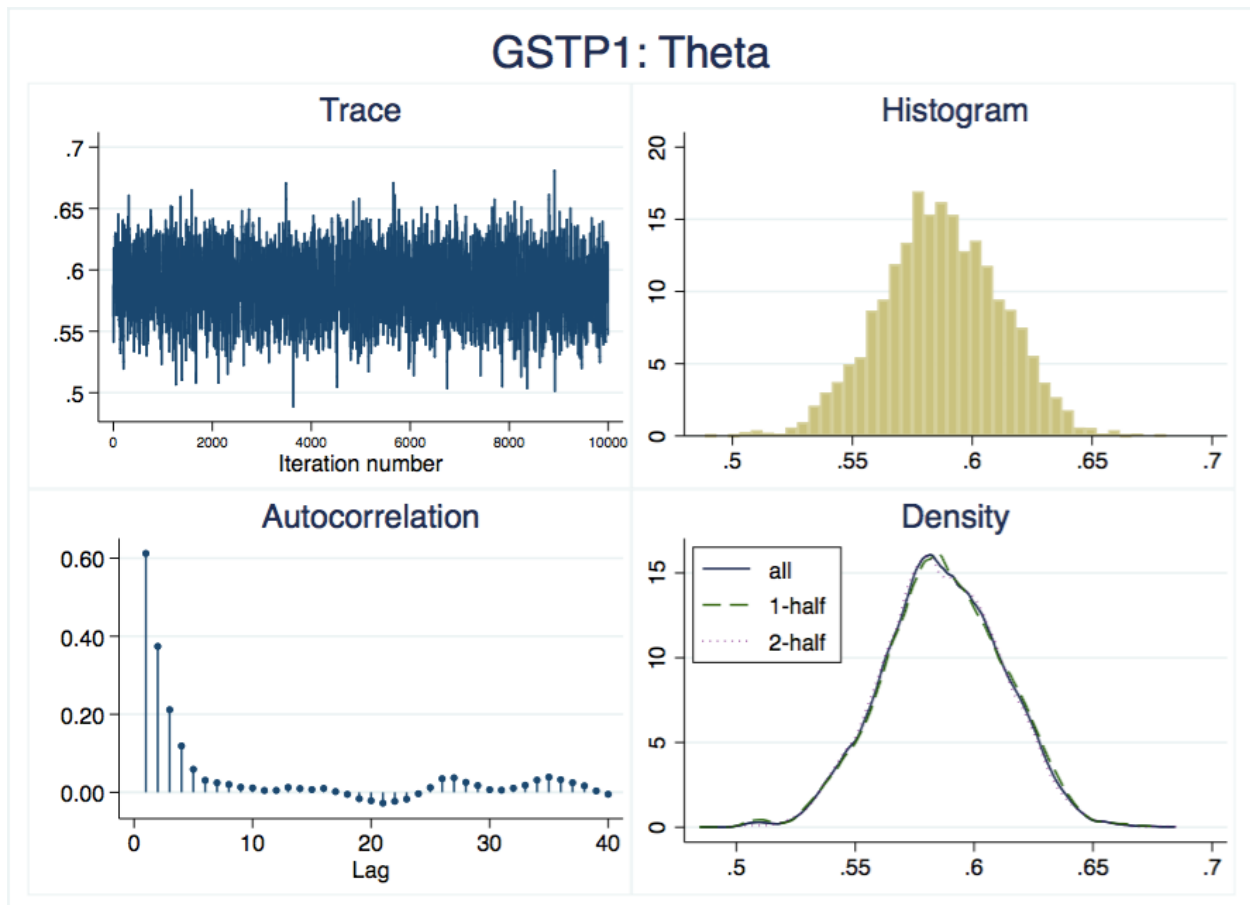 GSTP1: Theta
Trace
.7
.65
.6
.55
.5
0 2000 4000 6000 8000 10000
Iteration number
Histogram
20
15
10
5
0
.5 .55 .6 .65 .7
Autocorrelation
0.60
0.40
0.20
0.00
0 10 20 30 40
Lag
Density
all
1-half
2-half
15
10
5
0
.5 .55 .6 .65 .7